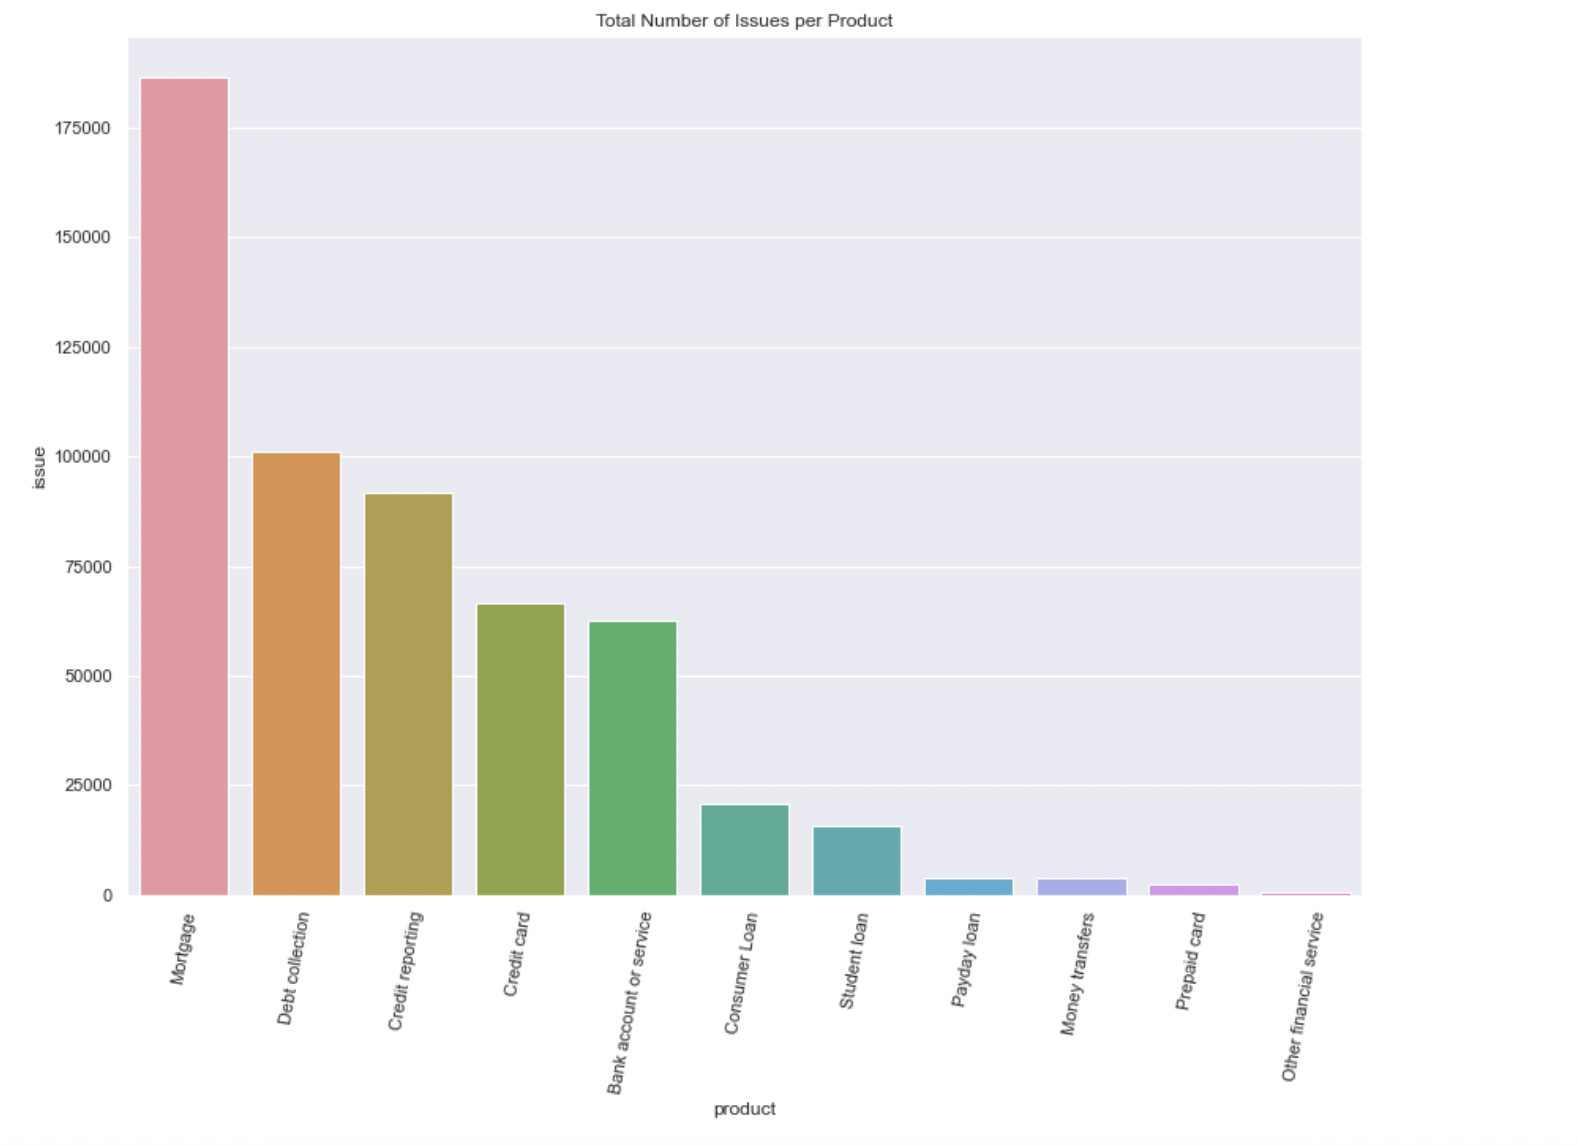 Total Number of Issues per Product
175000
150000
125000
100000
75000
50000
25000
0
issue
Mortgage
Debt collection
Credit reporting
Credit card
Bank account or service
Consumer Loan
Student loan
Payday loan
Money transfers
Prepaid card
Other financial service
product